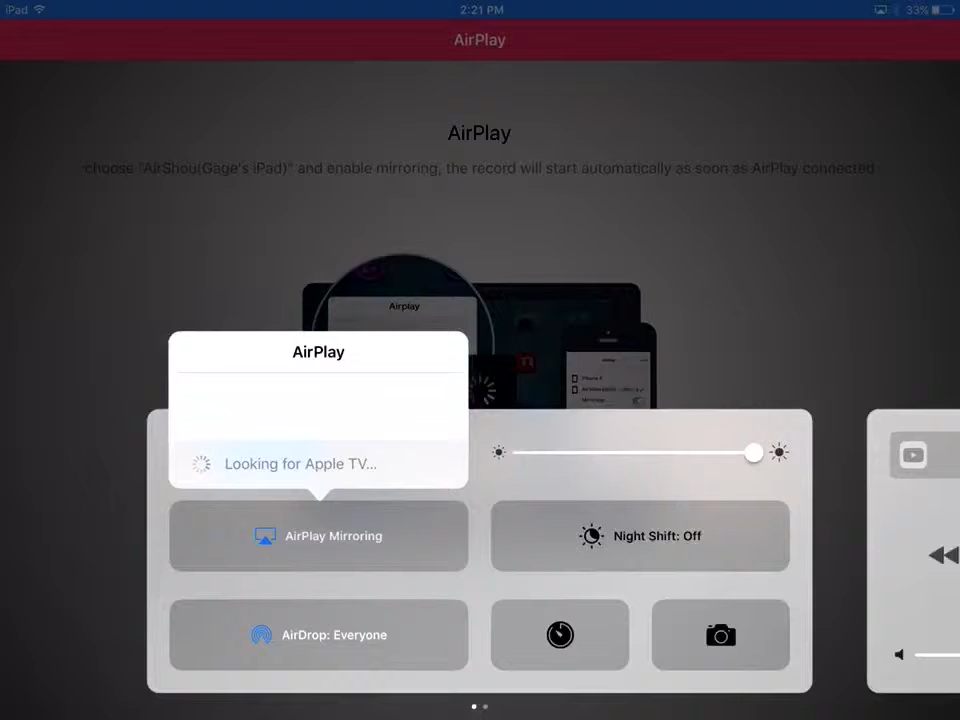 iPad 2:21 PM 33%
AirPlay
AirPlay
choose "AirShou(Gage's iPad)" and enable mirroring, the record will start automatically as soon as AirPlay connected
Airplay
AirPlay
Looking for Apple TV...
AirPlay Mirroring
Night Shift: Off
AirDrop: Everyone